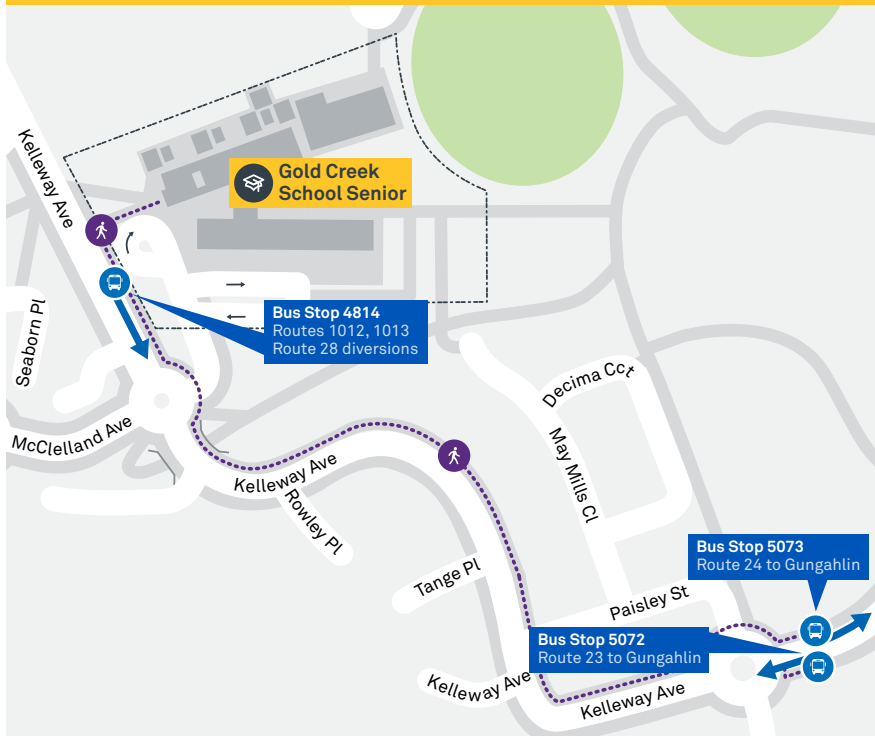 Kelleway Ave
Gold Creek
School Senior
Bus Stop 4814
Routes 1012, 1013
Route 28 diversions
Seaborn Pl
McClelland Ave
Decima Cct
May Mills Cl
Kelleway Ave
Rowley Pl
Tange Pl
Bus Stop 5073
Route 24 to Gungahlin
Paisley St
Bus Stop 5072
Route 23 to Gungahlin
Kelleway Ave
Kelleway Ave